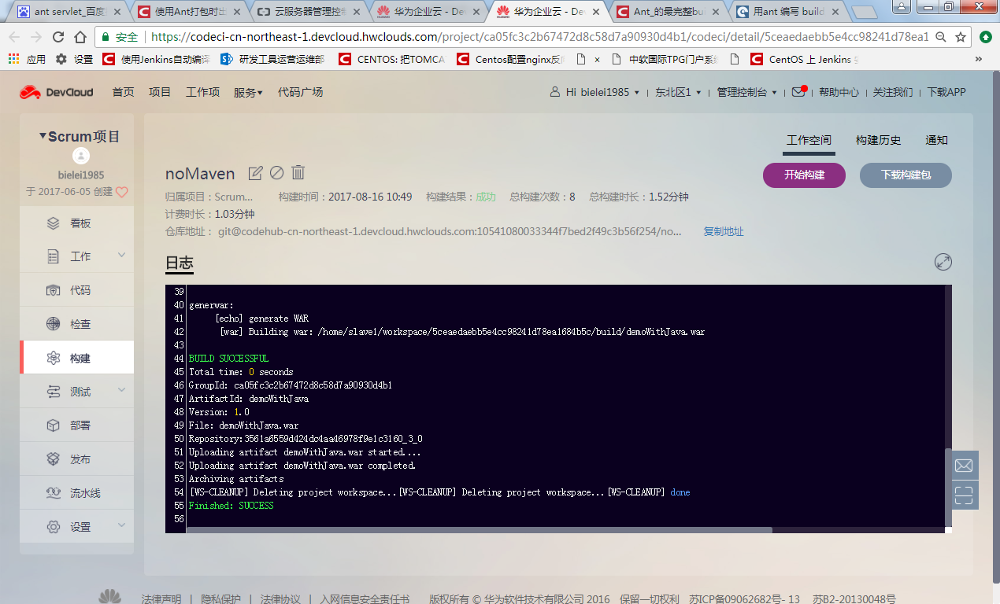 ant servlet_百度
使用Ant打包时出
云服务器管理控
华为企业云 - De
华为企业云 - De
Ant_的最完整bu
用ant 编写 build
安全 https://codeci-cn-northeast-1.devcloud.hwclouds.com/project/ca05fc3c2b67472d8c58d7a90930d4b1/codeci/detail/5ceaedaebb5e4cc98241d78ea1
应用 设置 使用Jenkins自动编译 研发工具运营运维部 CENTOS: 把TOMCA Centos配置nginx反 × 中软国际TPG门户系 CentOS 上 Jenkins »
DevCloud 首页 项目 工作项 服务 代码广场 Hi bielei1985 东北区1 管理控制台 帮助中心 关注我们 下载APP
Scrum项目
bielei1985
于 2017-06-05 创建
看板
工作
代码
检查
构建
测试
部署
发布
流水线
设置
工作空间 构建历史 通知
noMaven
开始构建 下载构建包
归属项目：Scrum... 构建时间：2017-08-16 10:49 构建结果：成功 总构建次数：8 总构建时长：1.52分钟
计费时长：1.03分钟
仓库地址： git@codehub-cn-northeast-1.devcloud.hwclouds.com:10541080033344f7bed2f49c3b56f254/no... 复制地址
日志
39
40 generwar:
41 [echo] generate WAR
42 [war] Building war: /home/slave1/workspace/5ceaedaebb5e4cc98241d78ea1684b5c/build/demoWithJava.war
43
44 BUILD SUCCESSFUL
45 Total time: 0 seconds
46 GroupId: ca05fc3c2b67472d8c58d7a90930d4b1
47 ArtifactId: demoWithJava
48 Version: 1.0
49 File: demoWithJava.war
50 Repository:3561a6559d424dc4aa46978f9e1c3160_3_0
51 Uploading artifact demoWithJava.war started....
52 Uploading artifact demoWithJava.war completed.
53 Archiving artifacts
54 [WS-CLEANUP] Deleting project workspace...[WS-CLEANUP] Deleting project workspace...[WS-CLEANUP] done
55 Finished: SUCCESS
56
法律声明 | 隐私保护 | 法律协议 | 入网信息安全责任书 版权所有 © 华为软件技术有限公司 2016 保留一切权利 苏ICP备09062682号- 13 苏B2-20130048号